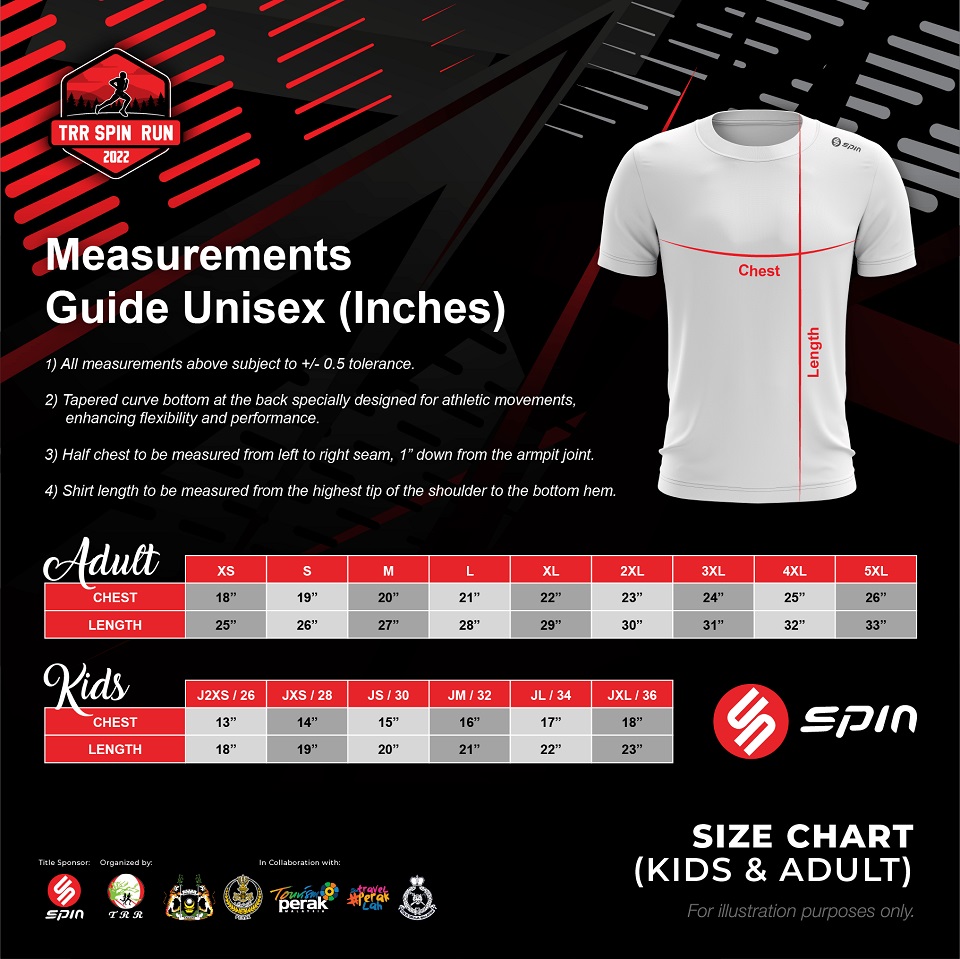 TRR SPIN RUN
2022
spin
Measurements
Guide Unisex (Inches)
Chest
Length
1) All measurements above subject to +/- 0.5 tolerance.
2) Tapered curve bottom at the back specially designed for athletic movements,
enhancing flexibility and performance.
3) Half chest to be measured from left to right seam, 1” down from the armpit joint.
4) Shirt length to be measured from the highest tip of the shoulder to the bottom hem.
Adult XS S M L XL 2XL 3XL 4XL 5XL
CHEST 18” 19” 20” 21” 22” 23” 24” 25” 26”
LENGTH 25” 26” 27” 28” 29” 30” 31” 32” 33”
Kids J2XS / 26 JXS / 28 JS / 30 JM / 32 JL / 34 JXL / 36
CHEST 13” 14” 15” 16” 17” 18”
LENGTH 18” 19” 20” 21” 22” 23”
spin
SIZE CHART
(KIDS & ADULT)
For illustration purposes only.
Title Sponsor: Organized by: In Collaboration with:
spin TRR Tourism perak MALAYSIA travel #perak Lah